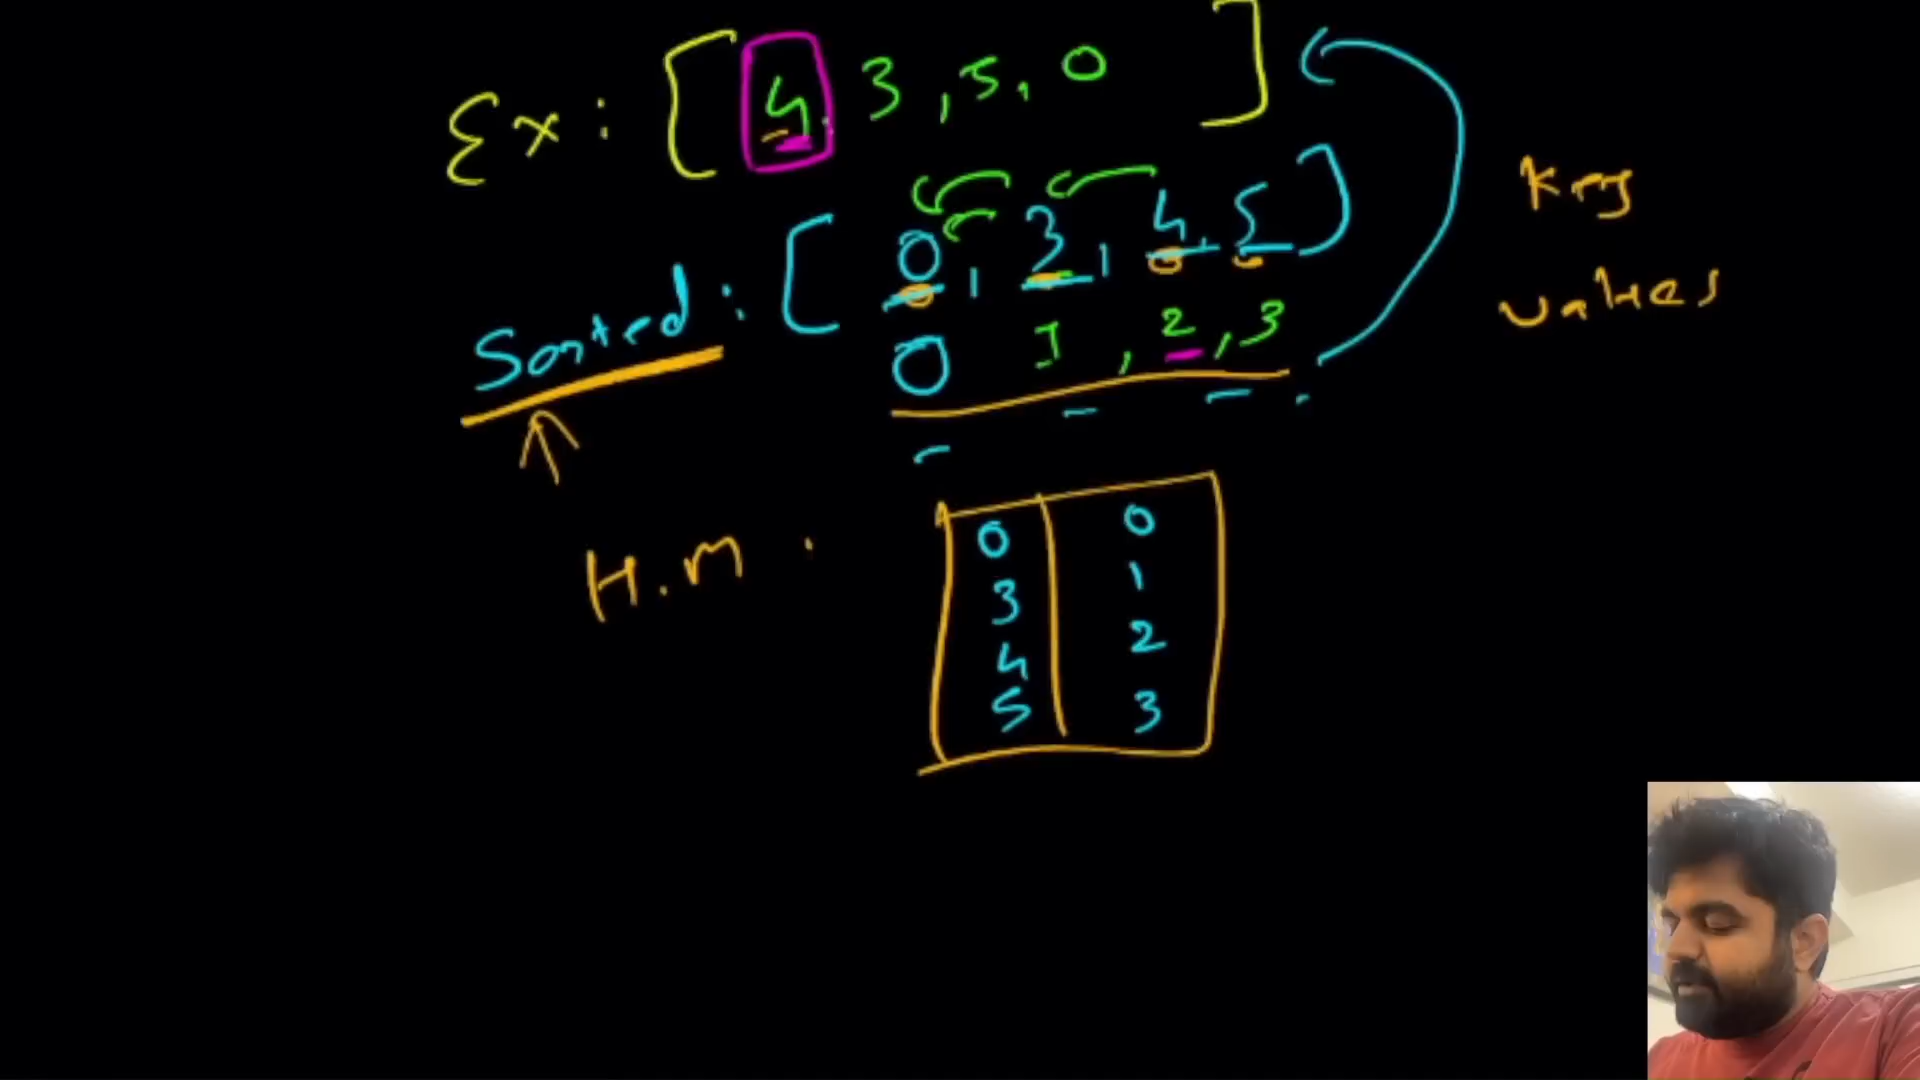 Ex: [ 4, 3, 5, 0 ]
Sorted: [ 0, 3, 4, 5 ]
0 1, 2, 3
Key
values
H.M.
0 0
3 1
4 2
5 3